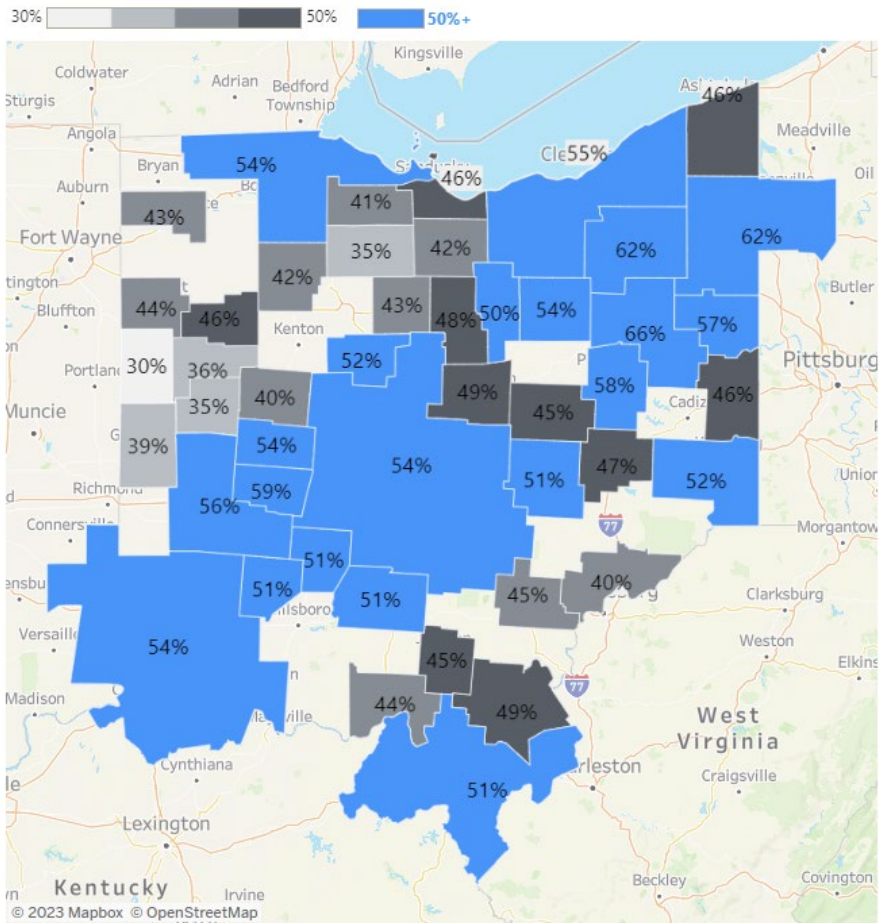 30%
50%
50%+
Kingsville
Coldwater
Adrian
Bedford
Township
Sturgis
46%
Angola
Meadville
Bryan
54%
55%
Oil
Auburn
46%
41%
43%
62%
Fort Wayne
42%
62%
35%
42%
Butler
44%
43%
50%
54%
Bluffton
46%
48%
57%
Kenton
66%
52%
Pittsburg
30%
36%
Portland
58%
49%
46%
40%
Cadiz
35%
45%
Muncie
39%
54%
54%
47%
51%
52%
Richmond
59%
56%
Connersville
77
Morgantow
51%
51%
40%
51%
45%
Clarksburg
Versaille
54%
45%
Weston
Elkins
Madison
77
44%
49%
West
Virginia
Cynthiana
51%
Craigsville
Lexington
Beckley
Covington
Kentucky
Irvine
© 2023 Mapbox © OpenStreetMap